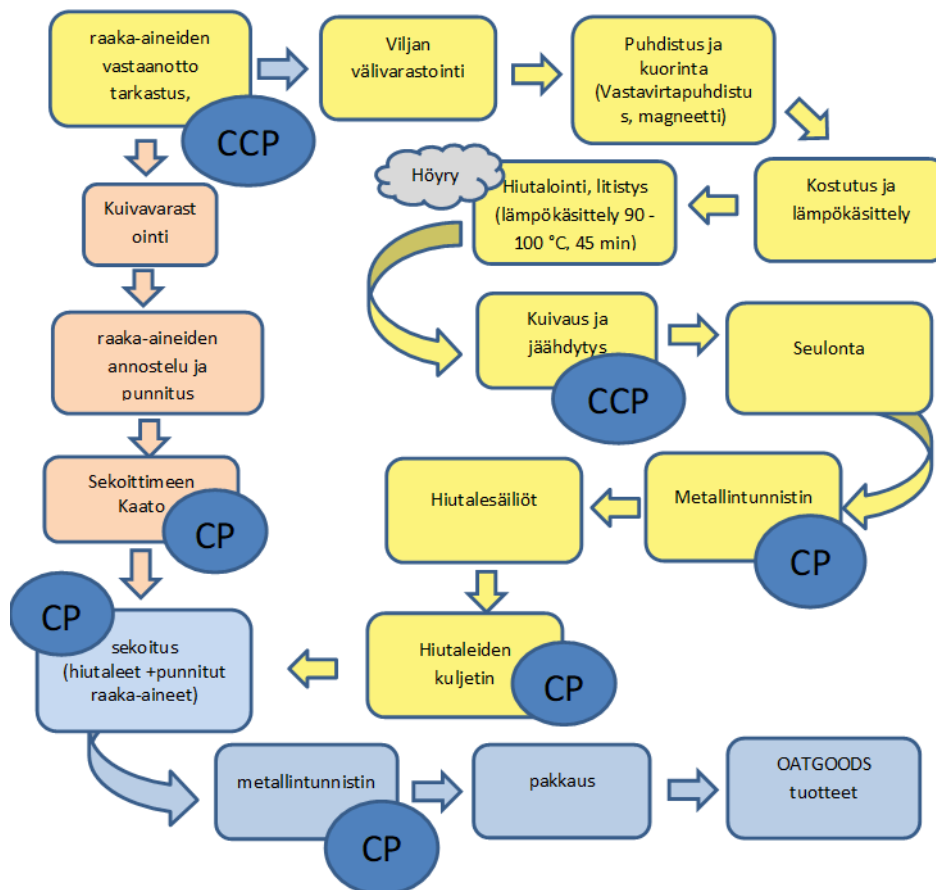 raaka-aineiden
vastaanotto
tarkastus,
CCP
Viljan
välivarastointi
Puhdistus ja
kuorinta
(Vastavirtapuhdistu
s, magneetti)
Kostutus ja
lämpökäsittely
Höyry
Hiutalointi, litistys
(lämpökäsittely 90 -
100 °C, 45 min)
Kuivavarast
ointi
raaka-aineiden
annostelu ja
punnitus
Kuivaus ja
jäähdytys
CCP
Seulonta
Sekoittimeen
Kaato
CP
Hiutalesäiliöt
Metallintunnistin
CP
CP
sekoitus
(hiutaleet +punnitut
raaka-aineet)
Hiutaleiden
kuljetin
CP
metallintunnistin
CP
pakkaus
OATGOODS
tuotteet